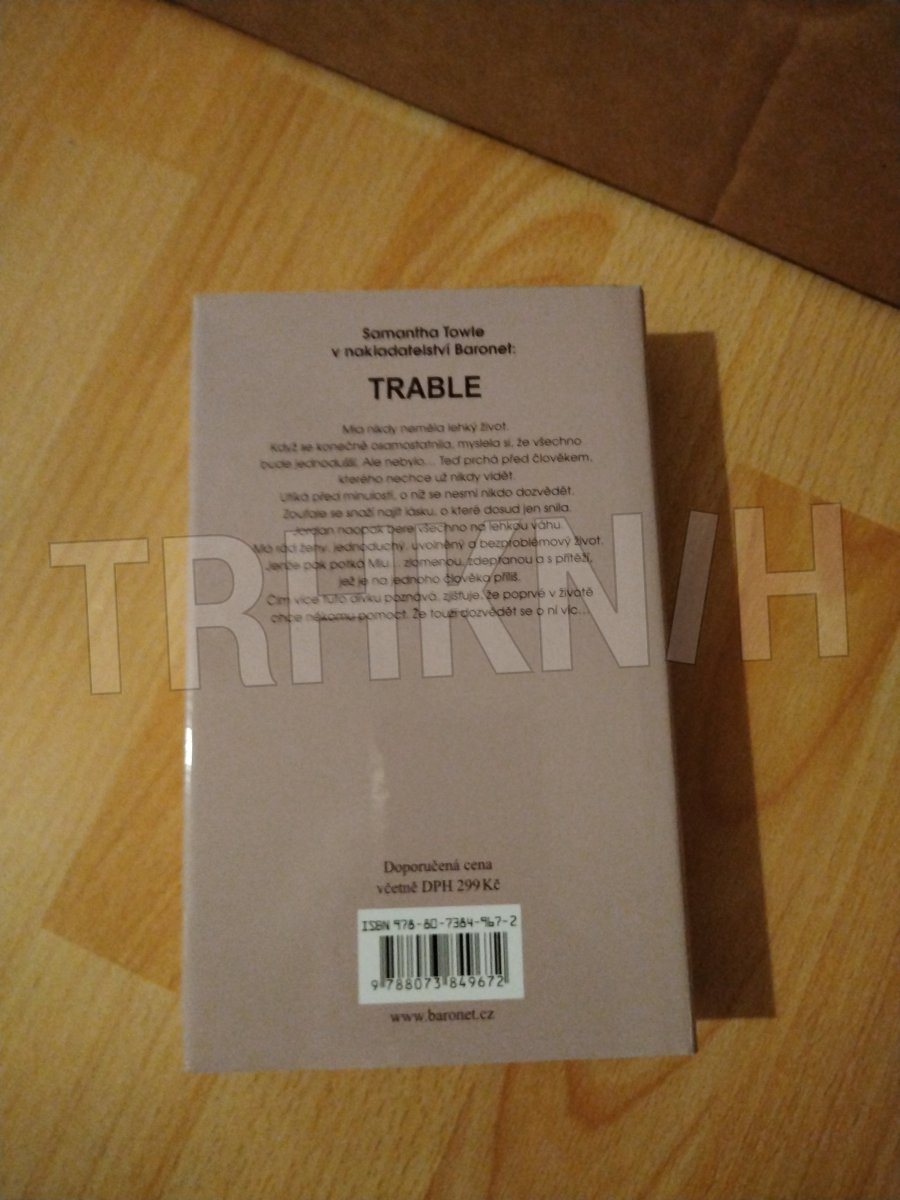 Samantha Towle
v nakladatelství Baronet:
TRABLE
Mia nikdy neměla lehký život.
Když se konečně osamostatnila, myslela si, že všechno
bude jednodušší. Ale nebylo... Teď prchá před člověkem,
kterého nechce už nikdy vidět.
Utíká před minulostí, o níž se nesmí nikdo dozvědět.
Zoufale se snaží najít lásku, o které dosud jen snila.
Jordan naopak bere všechno na lehkou váhu.
Má rád ženy, jednoduchý, uvolněný a bezproblémový život.
Jenže pak potká Miu... zlomenou, zdeptanou a s přítěží,
jež je na jednoho člověka příliš.
Čím více tuto dívku poznává, zjišťuje, že poprvé v životě
chce někomu pomoct. Že touží dozvědět se o ní víc...
TRHKNIH
Doporučená cena
včetně DPH 299 Kč
ISBN 978-80-7384-967-2
9 788073 849672
www.baronet.cz